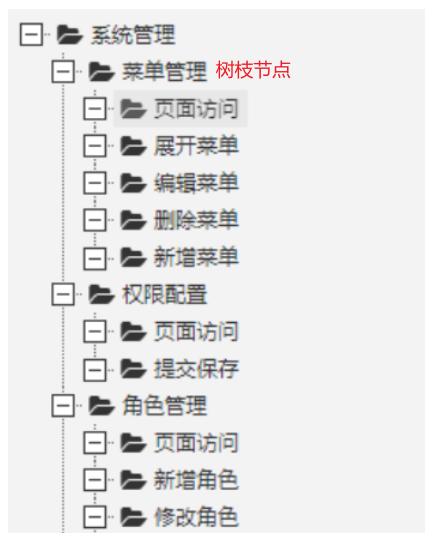 系统管理
菜单管理 树枝节点
页面访问
展开菜单
编辑菜单
删除菜单
新增菜单
权限配置
页面访问
提交保存
角色管理
页面访问
新增角色
修改角色